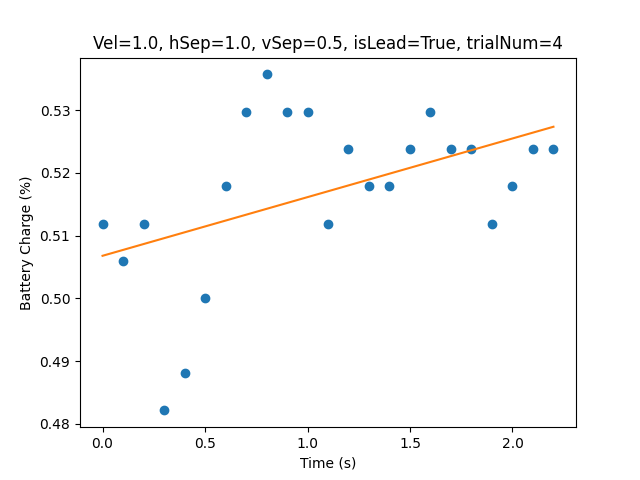 Vel=1.0, hSep=1.0, vSep=0.5, isLead=True, trialNum=4
Battery Charge (%)
0.53
0.52
0.51
0.50
0.49
0.48
0.0 0.5 1.0 1.5 2.0
Time (s)